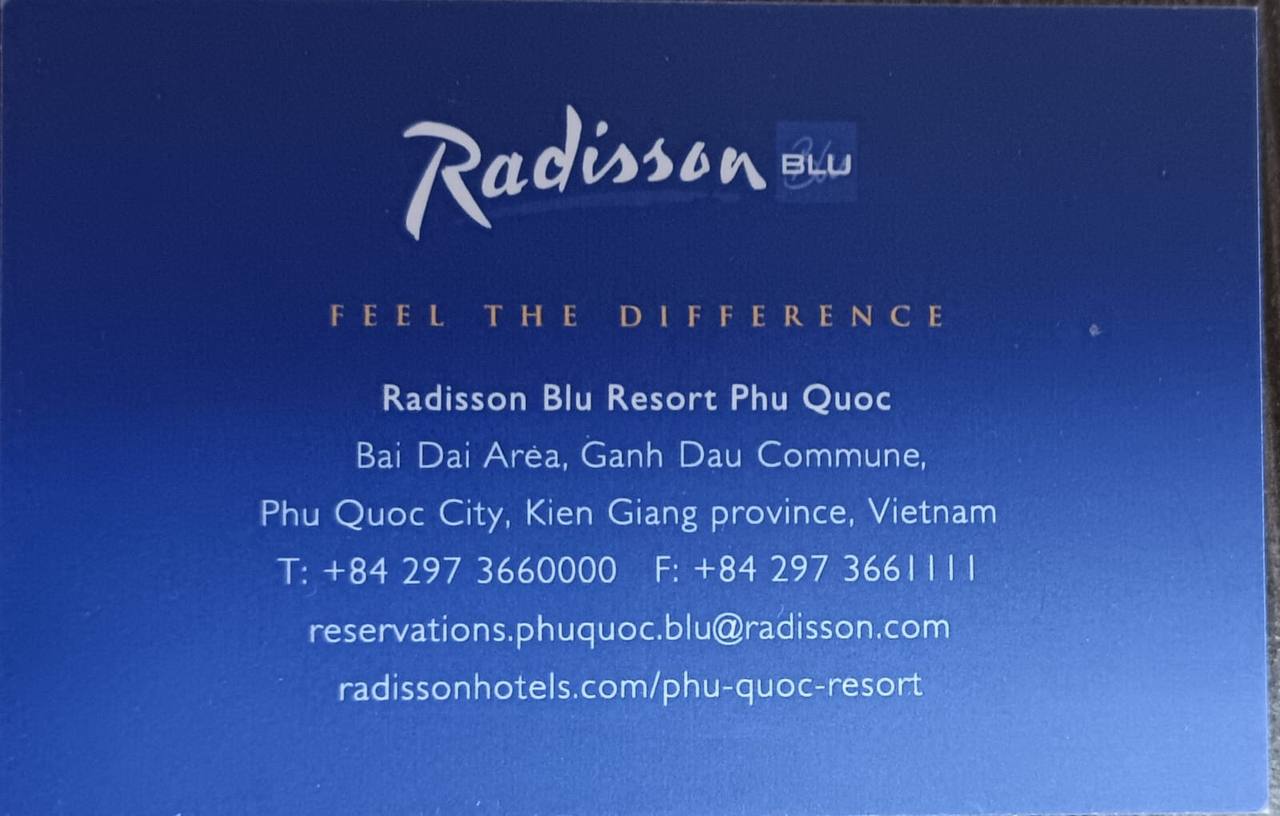 Radisson BLU
FEEL THE DIFFERENCE
Radisson Blu Resort Phu Quoc
Bai Dai Area, Ganh Dau Commune,
Phu Quoc City, Kien Giang province, Vietnam
T: +84 297 3660000 F: +84 297 3661111
reservations.phuquoc.blu@radisson.com
radissonhotels.com/phu-quoc-resort